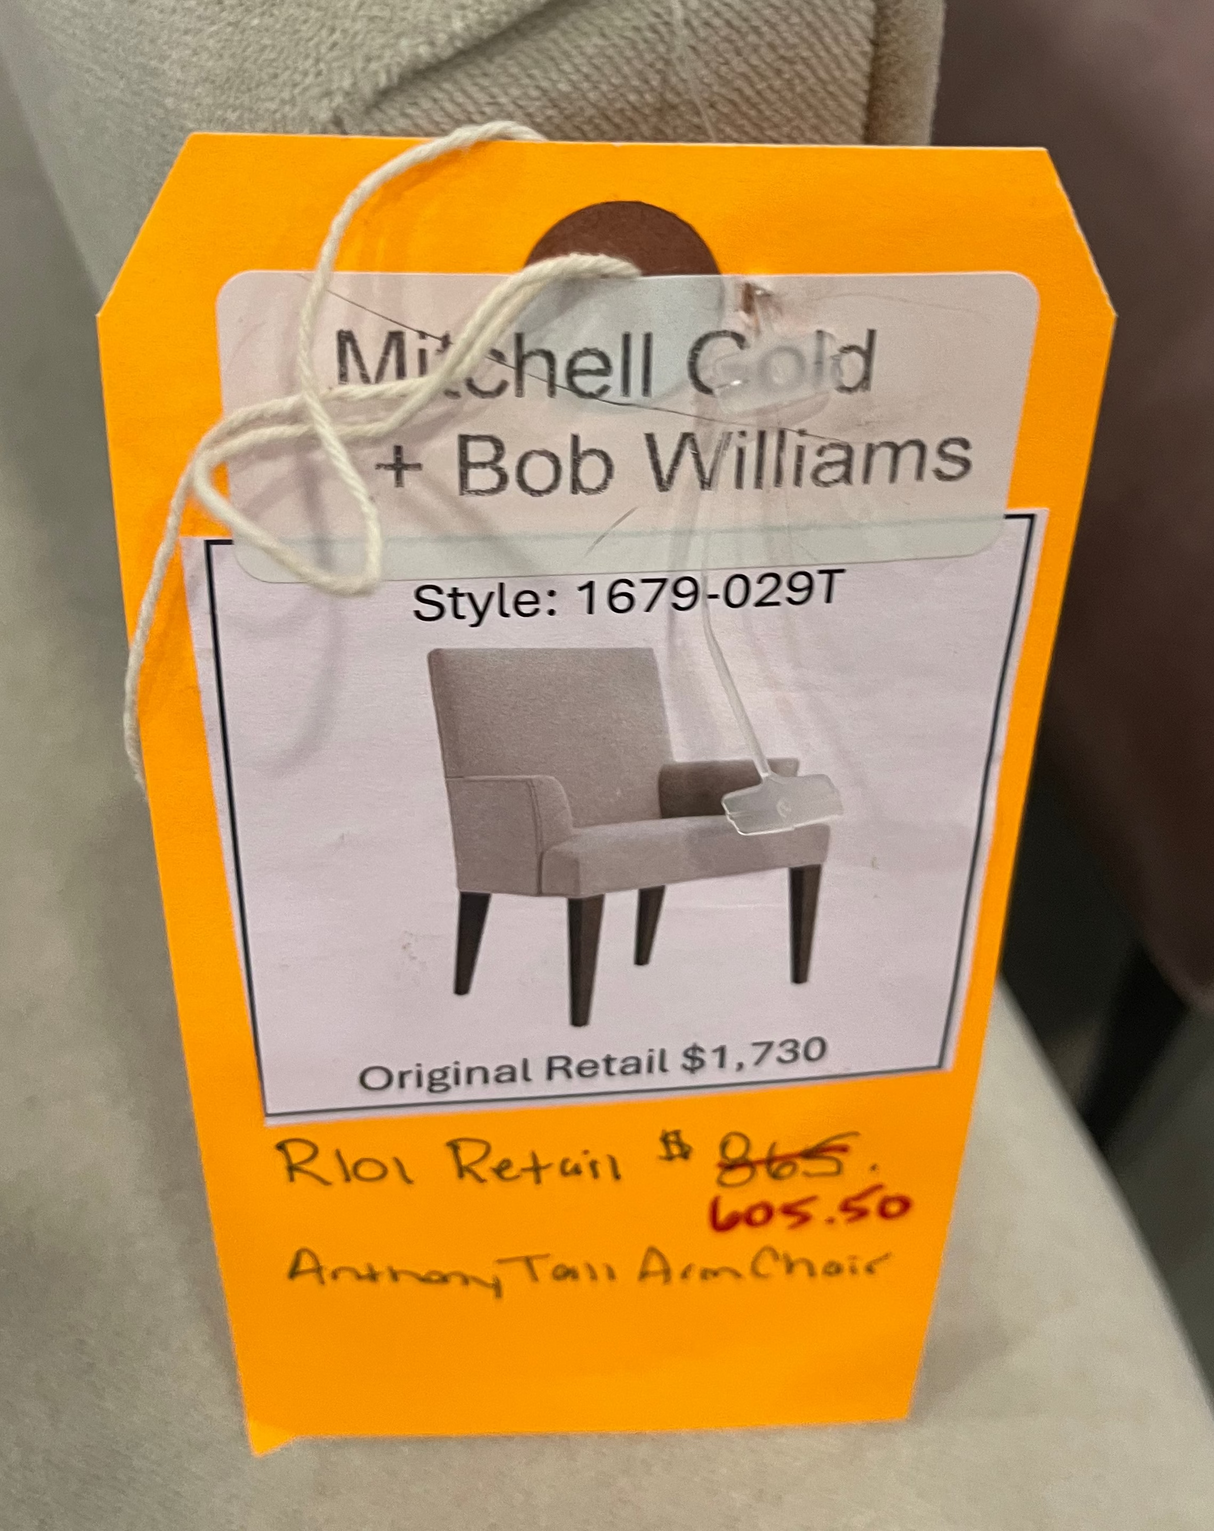 Mitchell Gold
+ Bob Williams
Style: 1679-029T
Original Retail $1,730
R101 Retail $ 865.
605.50
Anthony Tall Arm Chair